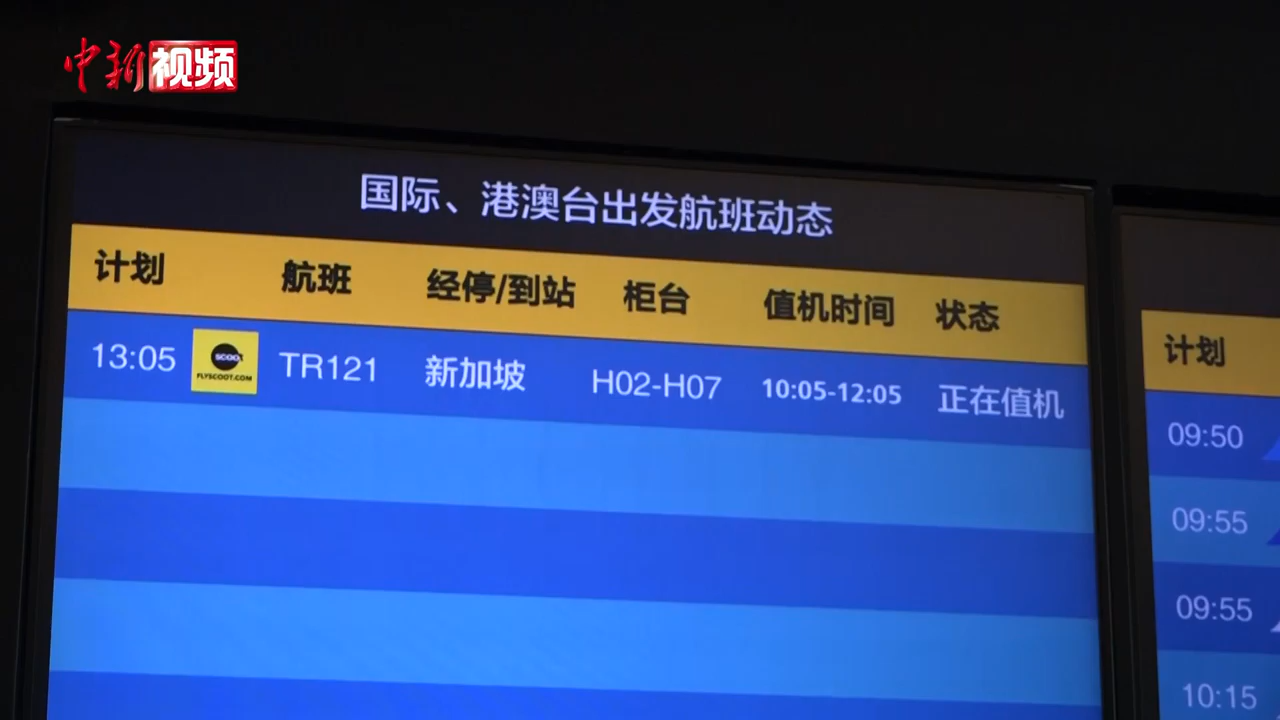 中新视频
国际、港澳台出发航班动态
计划 航班 经停/到站 柜台 值机时间 状态
13:05 SCOOT FLYSCOOT.COM TR121 新加坡 H02-H07 10:05-12:05 正在值机
计划
09:50
09:55
09:55
10:15